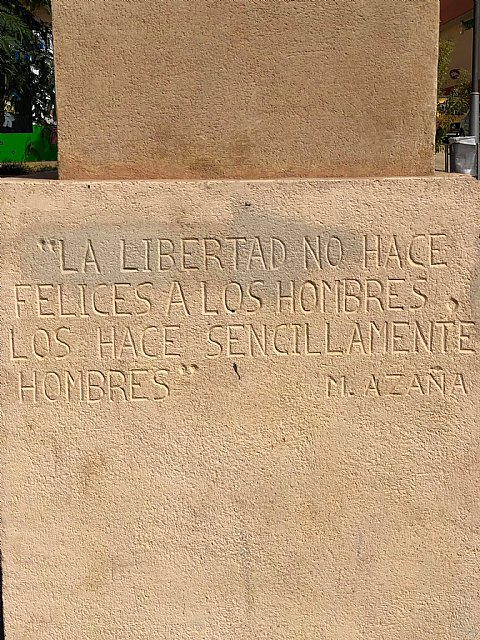 "LA LIBERTAD NO HACE
FELICES A LOS HOMBRES,
LOS HACE SENCILLAMENTE
HOMBRES" M. AZAÑA